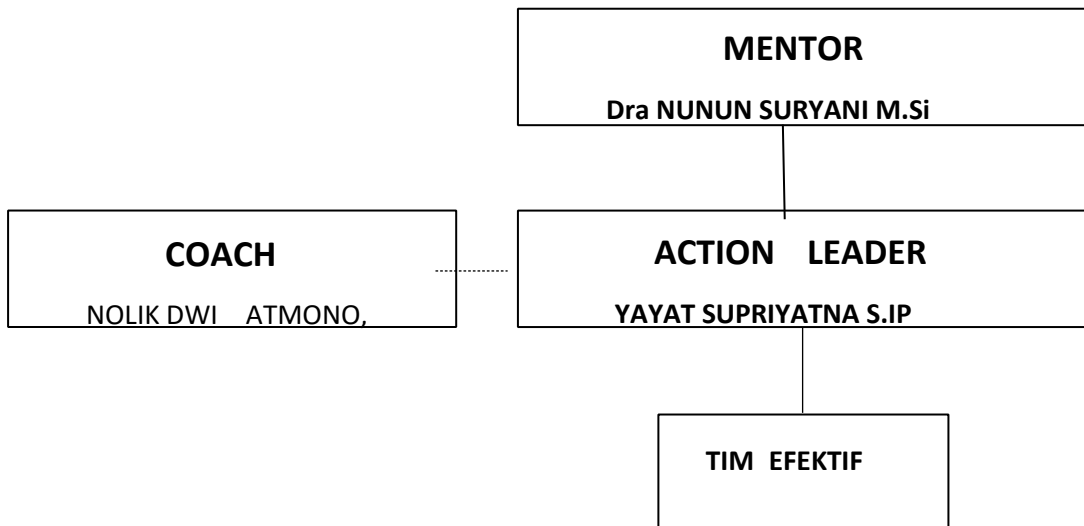 MENTOR
Dra NUNUN SURYANI M.Si
COACH
NOLIK DWI ATMONO,
ACTION LEADER
YAYAT SUPRIYATNA S.IP
TIM EFEKTIF